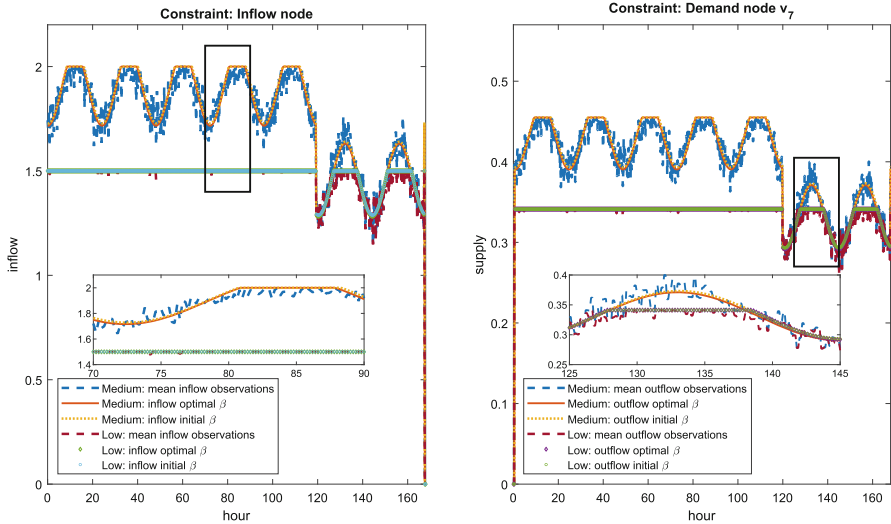 Constraint: Inflow node
inflow
2
1.5
1
0.5
0
2
1.8
1.6
1.4
70 75 80 85 90
Medium: mean inflow observations
Medium: inflow optimal β
Medium: inflow initial β
Low: mean inflow observations
Low: inflow optimal β
Low: inflow initial β
0 20 40 60 80 100 120 140 160
hour
Constraint: Demand node v7
supply
0.5
0.4
0.3
0.2
0.1
0
0.4
0.35
0.3
0.25
125 130 135 140 145
Medium: mean outflow observations
Medium: outflow optimal β
Medium: outflow initial β
Low: mean outflow observations
Low: outflow optimal β
Low: outflow initial β
0 20 40 60 80 100 120 140 160
hour